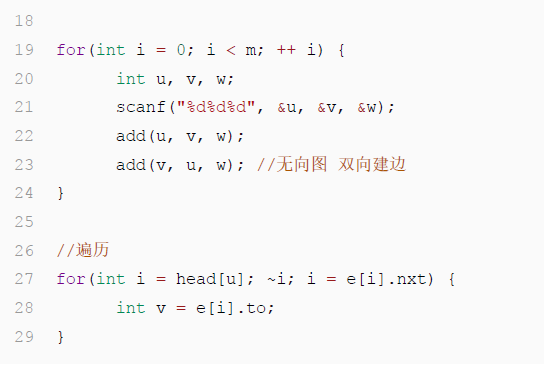 18
19 for(int i = 0; i < m; ++ i) {
20 int u, v, w;
21 scanf("%d%d%d", &u, &v, &w);
22 add(u, v, w);
23 add(v, u, w); //无向图 双向建边
24 }
25
26 //遍历
27 for(int i = head[u]; ~i; i = e[i].nxt) {
28 int v = e[i].to;
29 }